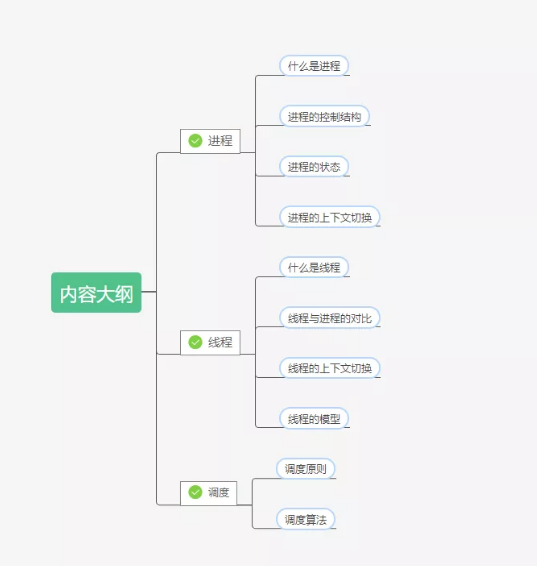 内容大纲
进程
什么是进程
进程的控制结构
进程的状态
进程的上下文切换
线程
什么是线程
线程与进程的对比
线程的上下文切换
线程的模型
调度
调度原则
调度算法